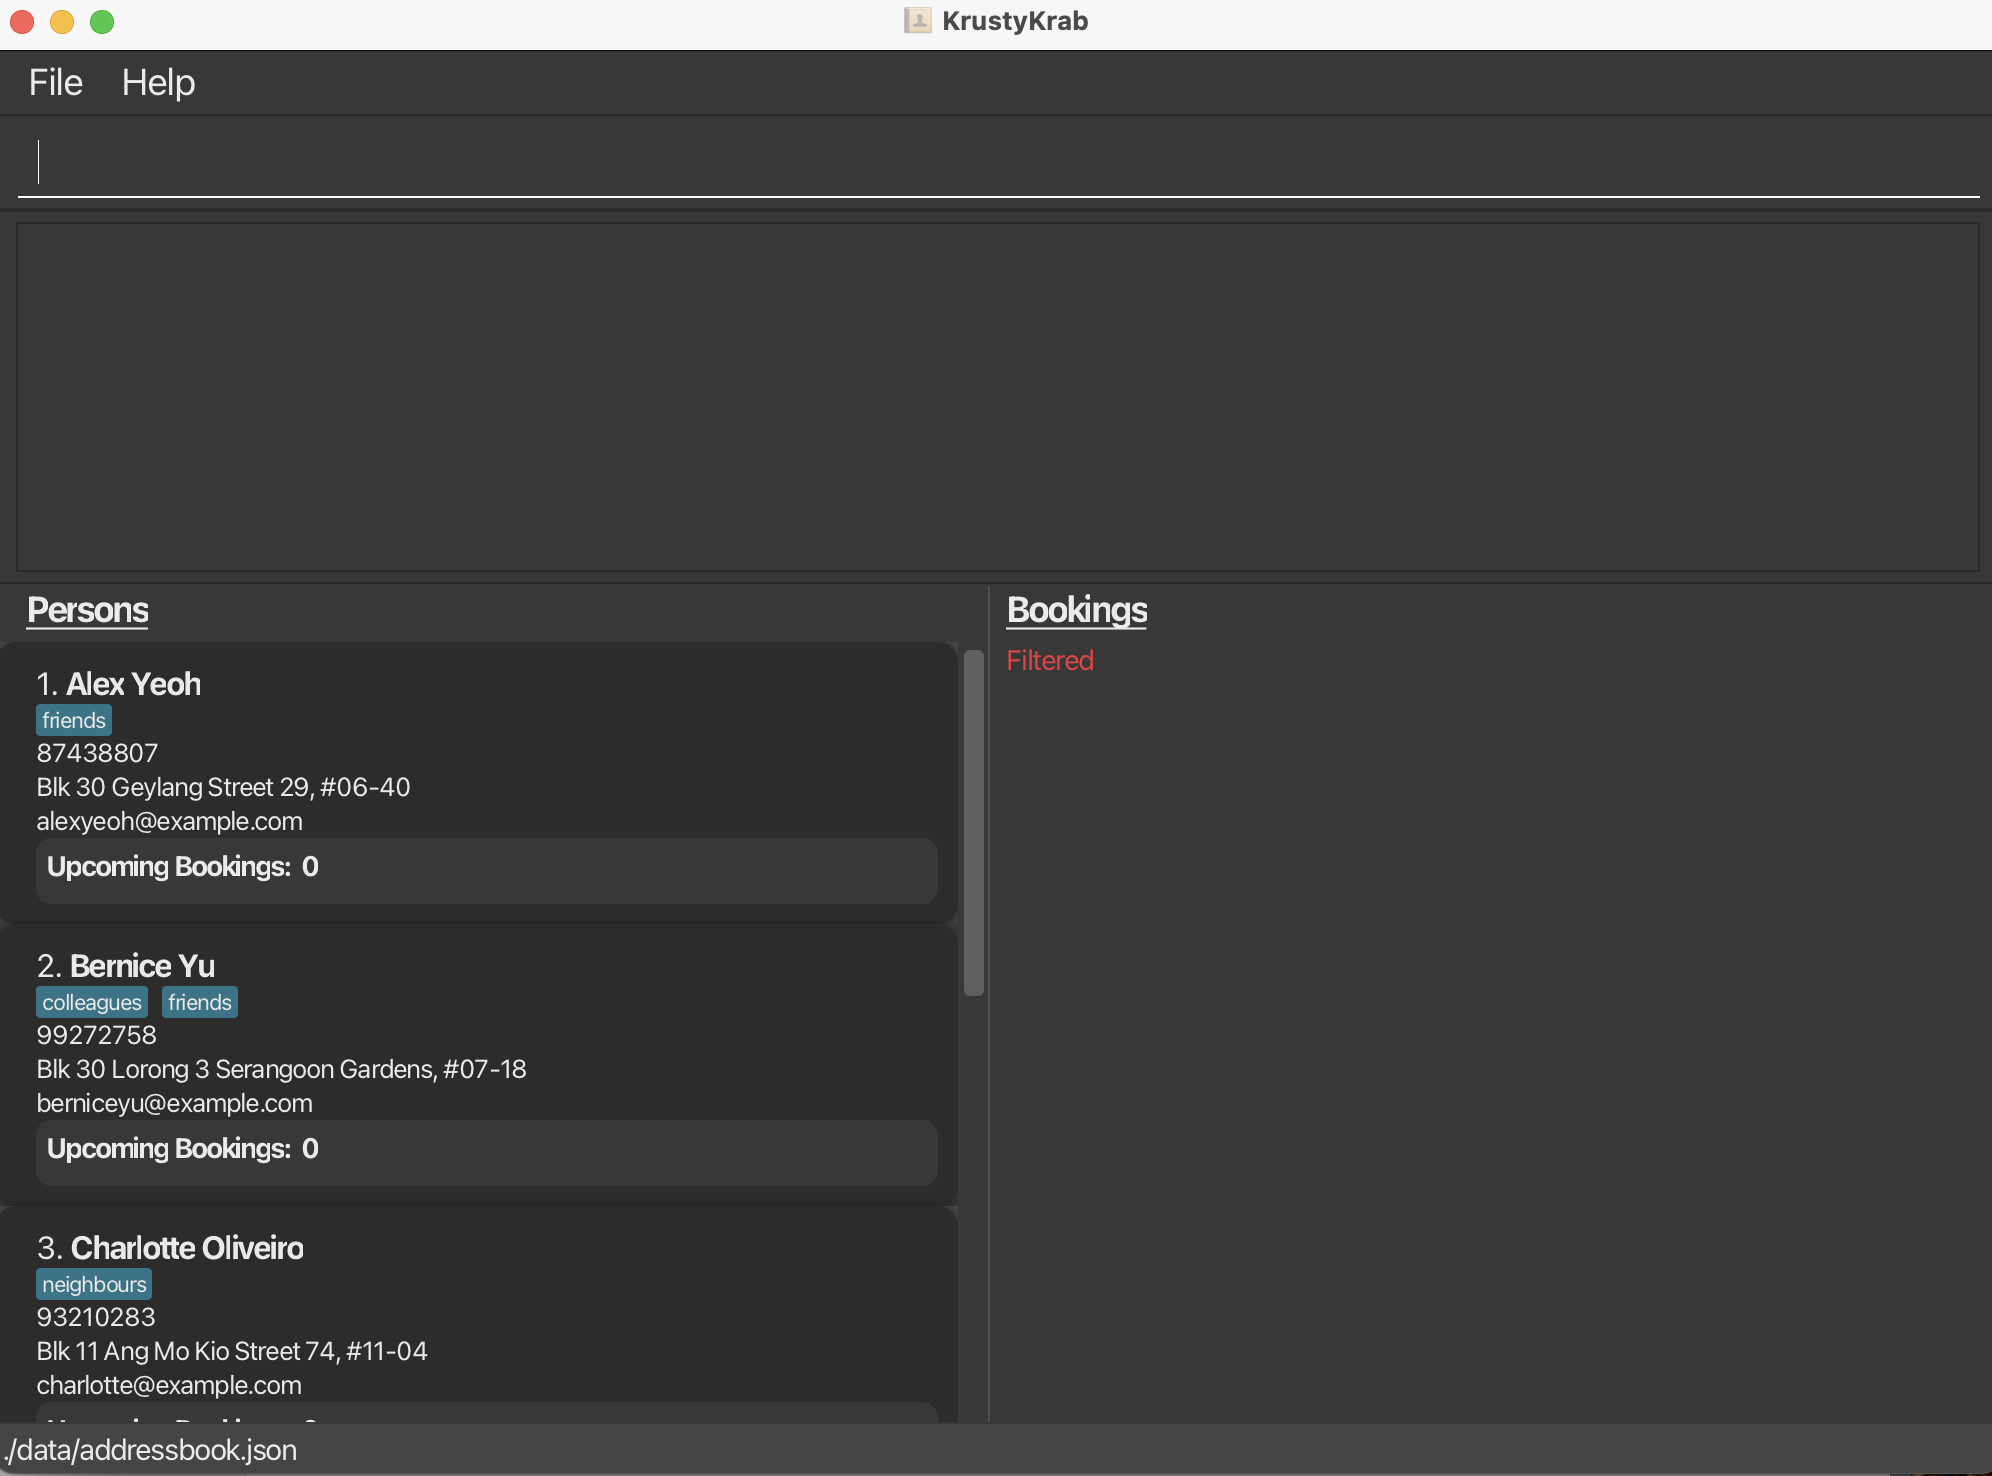 KrustyKrab
File Help
Persons
1. Alex Yeoh
friends
87438807
Blk 30 Geylang Street 29, #06-40
alexyeoh@example.com
Upcoming Bookings: 0
2. Bernice Yu
colleagues friends
99272758
Blk 30 Lorong 3 Serangoon Gardens, #07-18
berniceyu@example.com
Upcoming Bookings: 0
3. Charlotte Oliveiro
neighbours
93210283
Blk 11 Ang Mo Kio Street 74, #11-04
charlotte@example.com
Bookings
Filtered
./data/addressbook.json